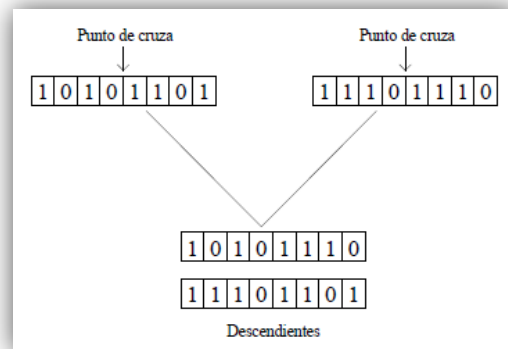 Punto de cruza Punto de cruza
1 0 1 0 1 1 0 1 1 1 1 0 1 1 1 0
1 0 1 0 1 1 1 0
1 1 1 0 1 1 0 1
Descendientes